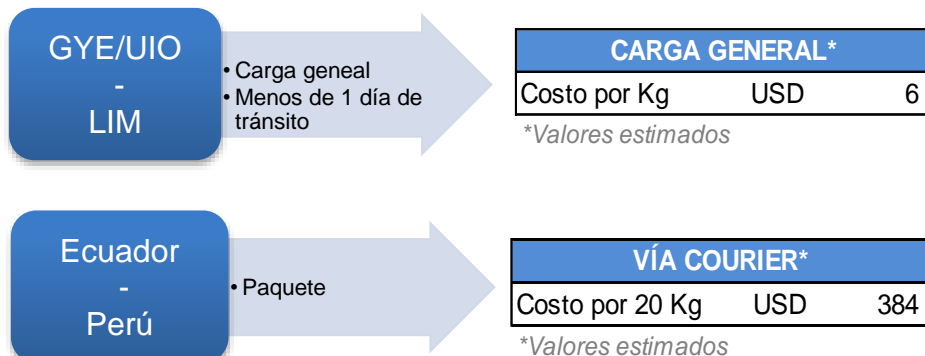 GYE/UIO
-
LIM
• Carga geneal
• Menos de 1 día de
tránsito
CARGA GENERAL*
Costo por Kg USD 6
*Valores estimados
Ecuador
-
Perú
• Paquete
VÍA COURIER*
Costo por 20 Kg USD 384
*Valores estimados